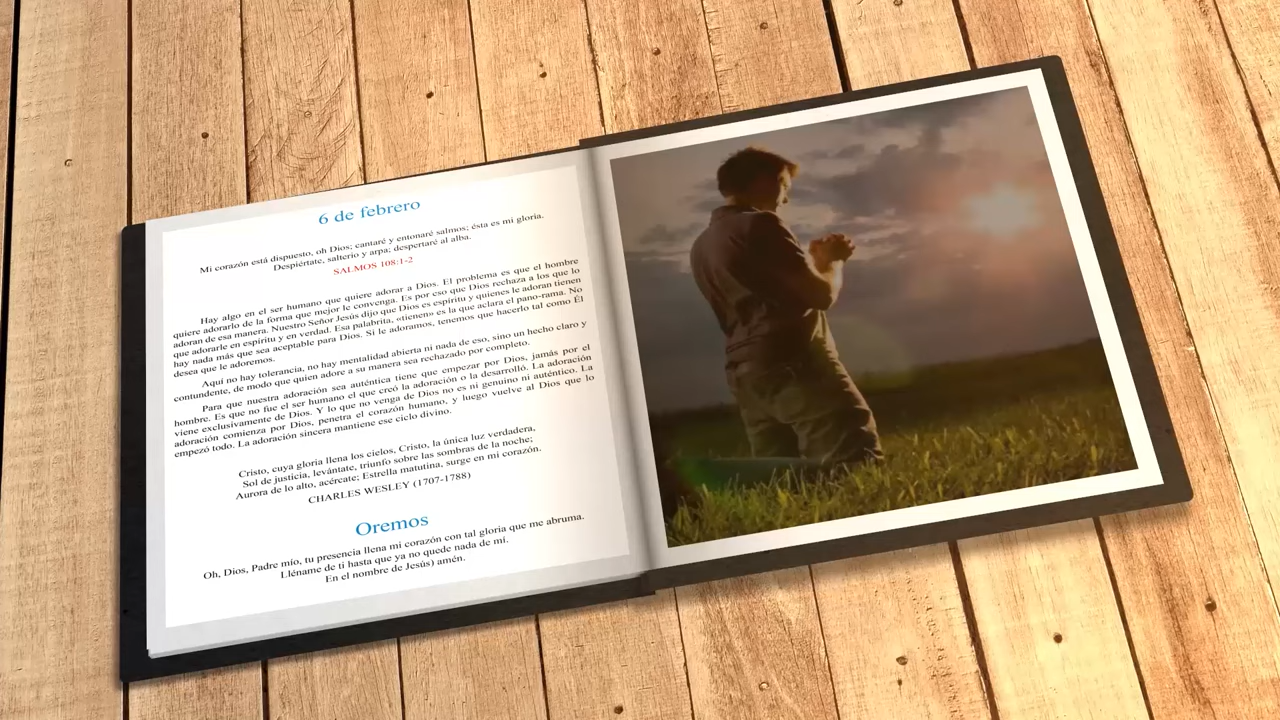 6 de febrero
Mi corazón está dispuesto, oh Dios; cantaré y entonaré salmos; ésta es mi gloria.
Despiértate, salterio y arpa; despertaré al alba.
SALMOS 108:1-2
Hay algo en el ser humano que quiere adorar a Dios. El problema es que el hombre
quiere adorarlo de la forma que mejor le convenga. Es por eso que Dios rechaza a los que lo
adoran de esa manera. Nuestro Señor Jesús dijo que Dios es espíritu y quienes le adoran tienen
que adorarle en espíritu y en verdad. Esa palabrita, «tienen» es la que aclara el pano-rama. No
hay nada más que sea aceptable para Dios. Si le adoramos, tenemos que hacerlo tal como Él
desea que le adoremos.
Aquí no hay tolerancia, no hay mentalidad abierta ni nada de eso, sino un hecho claro y
contundente, de modo que quien adore a su manera sea rechazado por completo.
Para que nuestra adoración sea auténtica tiene que empezar por Dios, jamás por el
hombre. Es que no fue el ser humano el que creó la adoración o la desarrolló. La adoración
viene exclusivamente de Dios. Y lo que no venga de Dios no es ni genuino ni auténtico. La
adoración comienza por Dios, penetra el corazón humano, y luego vuelve al Dios que lo
empezó todo. La adoración sincera mantiene ese ciclo divino.
Cristo, cuya gloria llena los cielos, Cristo, la única luz verdadera,
Sol de justicia, levántate, triunfo sobre las sombras de la noche;
Aurora de lo alto, acércate; Estrella matutina, surge en mi corazón.
CHARLES WESLEY (1707-1788)
Oremos
Oh, Dios, Padre mío, tu presencia llena mi corazón con tal gloria que me abruma.
Lléname de ti hasta que ya no quede nada de mí.
En el nombre de Jesús) amén.